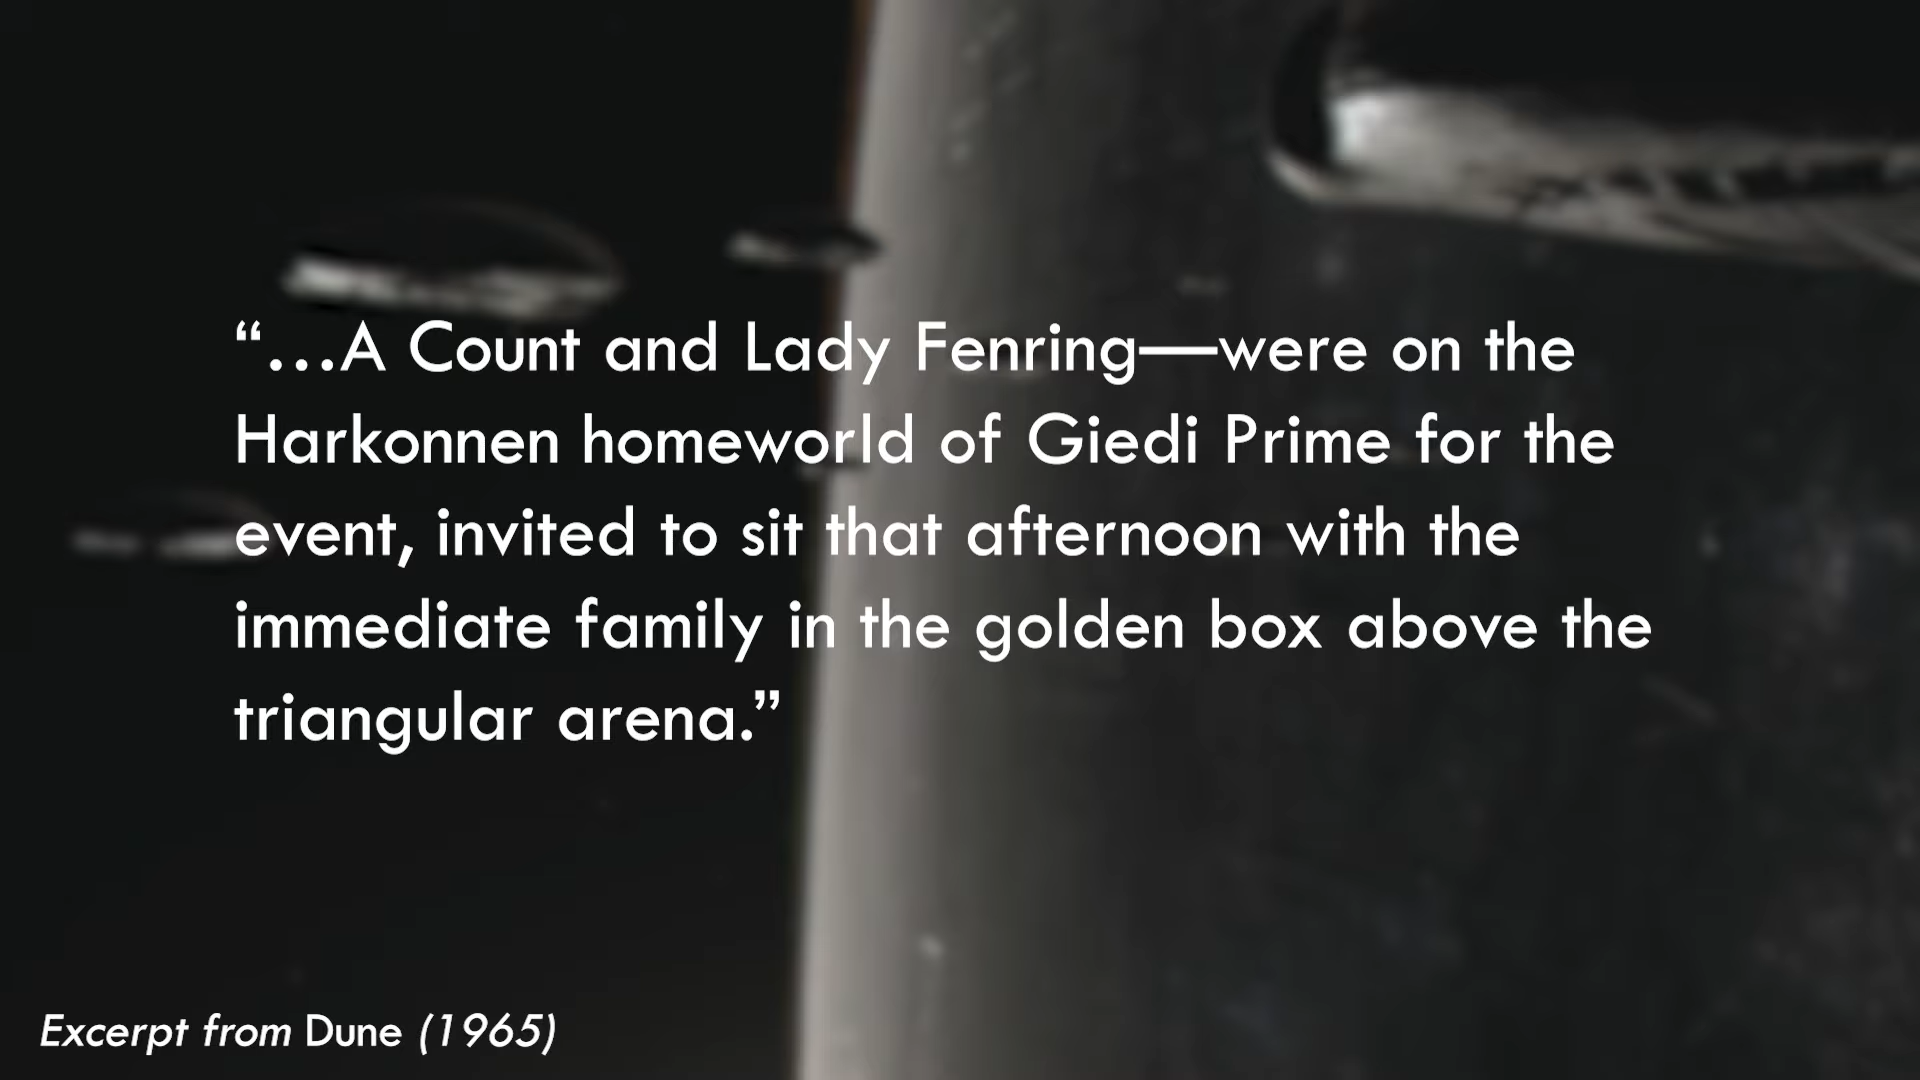 “...A Count and Lady Fenring—were on the
Harkonnen homeworld of Giedi Prime for the
event, invited to sit that afternoon with the
immediate family in the golden box above the
triangular arena.”
Excerpt from Dune (1965)